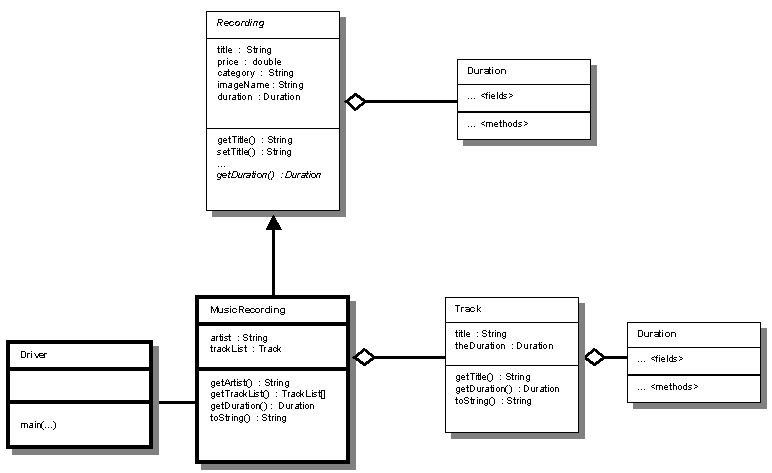 Recording
title : String
price : double
category : String
imageName : String
duration : Duration
getTitle() : String
setTitle() : String
...
getDuration() : Duration
Duration
... <fields>
... <methods>
MusicRecording
artist : String
trackList : Track
getArtist() : String
getTrackList() : TrackList[]
getDuration() : Duration
toString() : String
Track
title : String
theDuration : Duration
getTitle() : String
getDuration() : Duration
toString() : String
Duration
... <fields>
... <methods>
Driver
main(...)